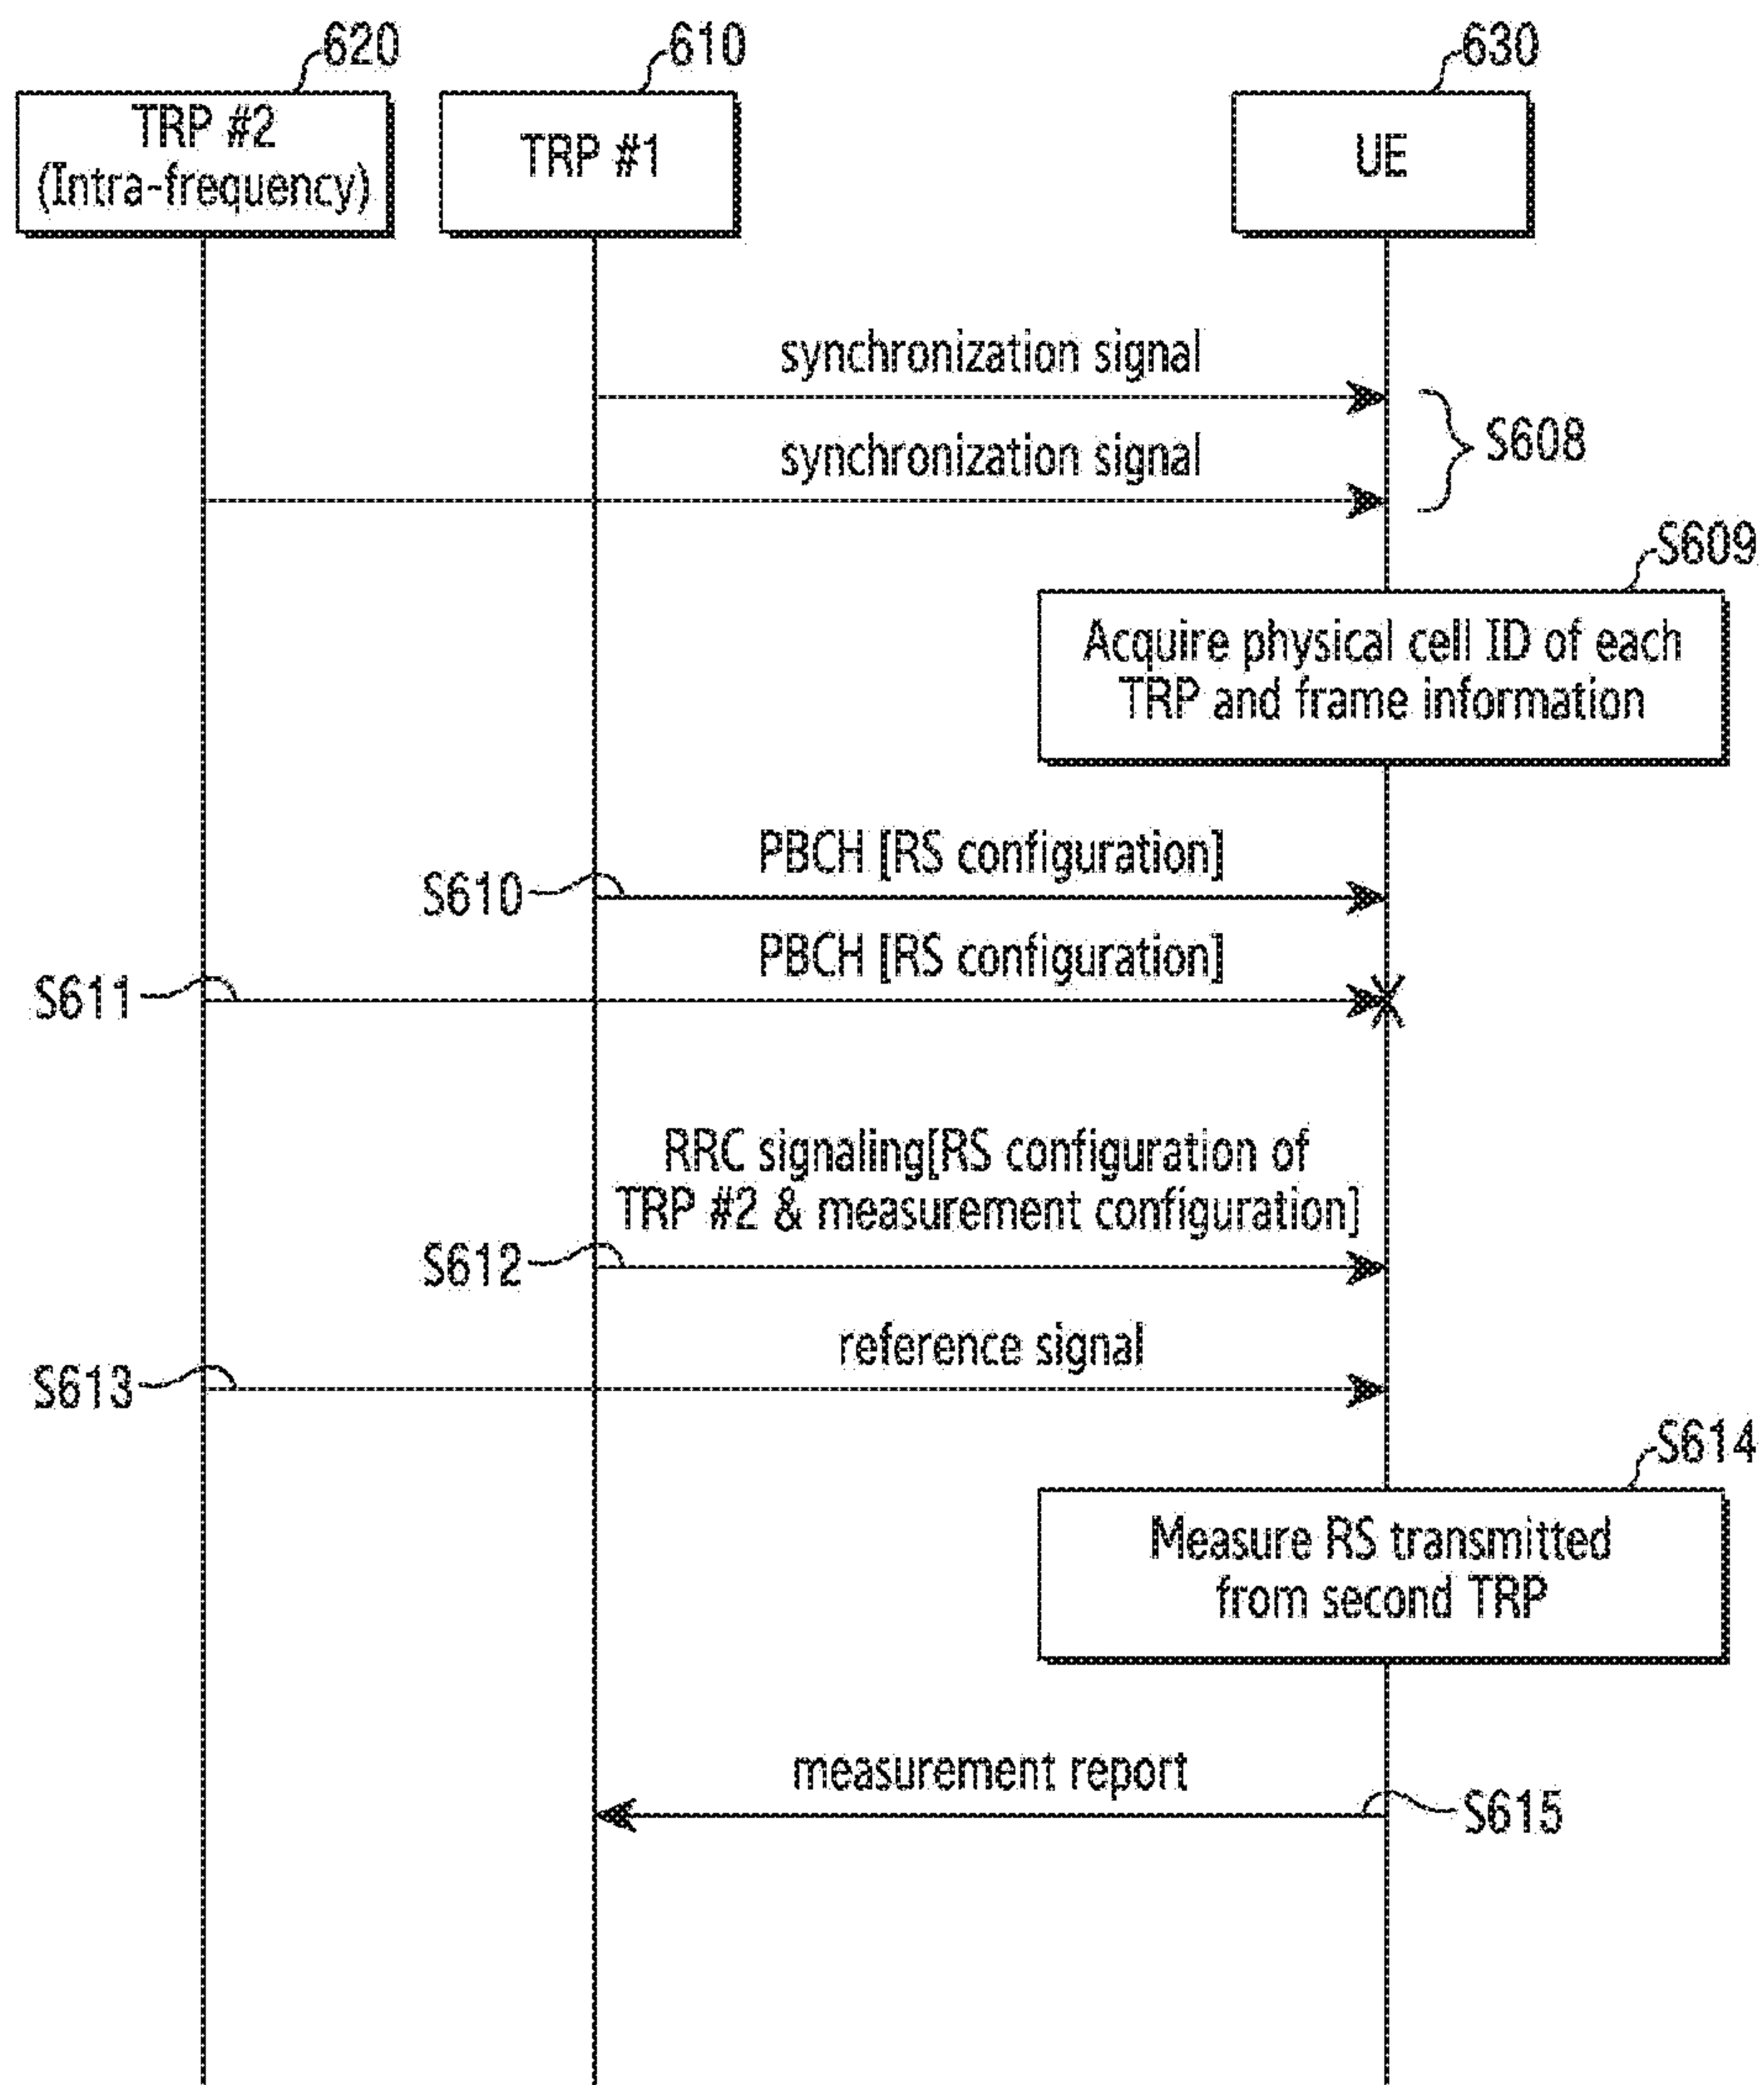 620
610
630
TRP #2
(Intra-frequency)
TRP #1
UE
synchronization signal
synchronization signal
S608
S609
Acquire physical cell ID of each
TRP and frame information
PBCH [RS configuration]
S610
PBCH [RS configuration]
S611
RRC signaling[RS configuration of
TRP #2 & measurement configuration]
S612
reference signal
S613
S614
Measure RS transmitted
from second TRP
measurement report
S615